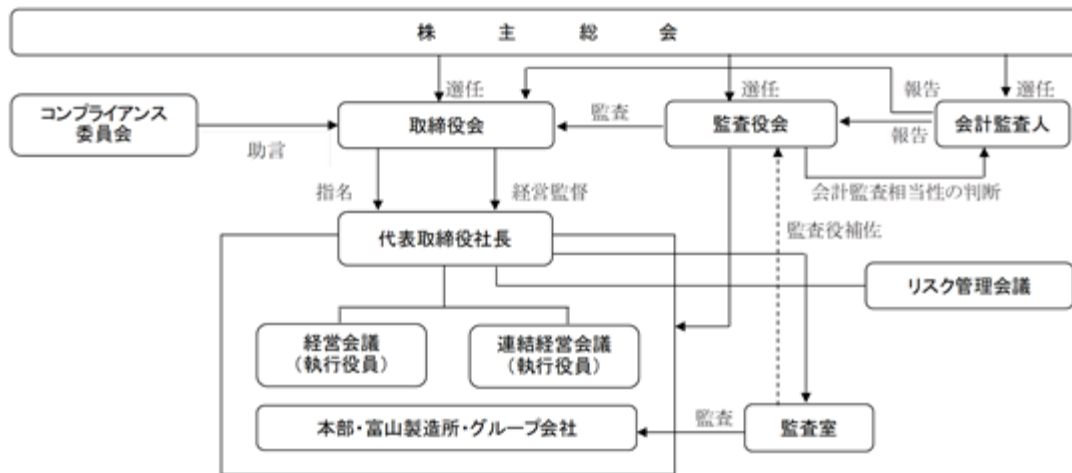 株主総会
選任
選任
報告
選任
コンプライアンス
委員会
取締役会
監査
監査役会
報告
会計監査人
助言
指名
経営監督
会計監査相当性の判断
代表取締役社長
監査役補佐
リスク管理会議
経営会議
（執行役員）
連結経営会議
（執行役員）
本部・富山製造所・グループ会社
監査
監査室